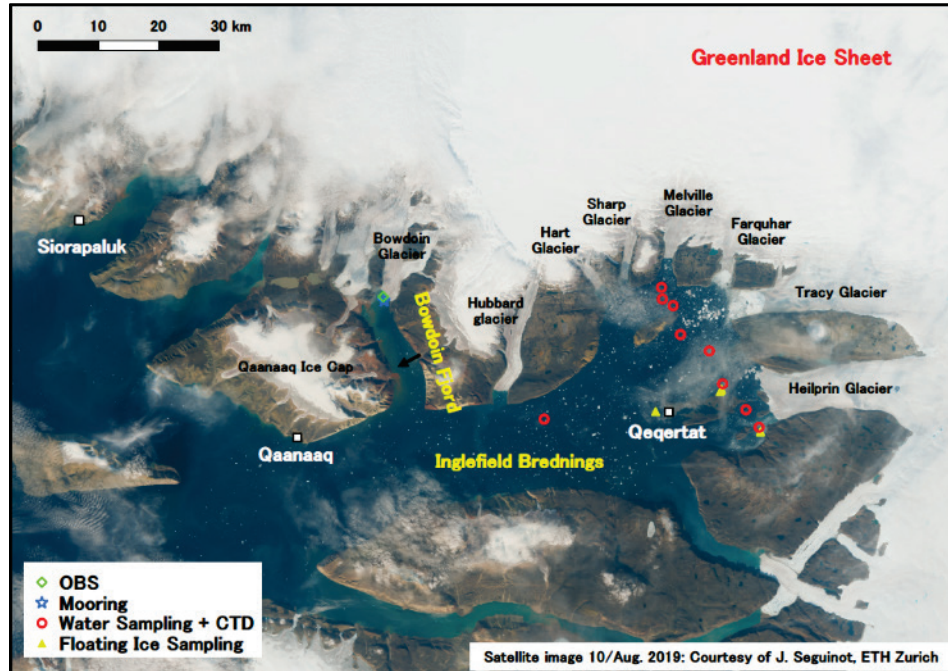 0 10 20 30 km
Greenland Ice Sheet
Siorapaluk
Bowdoin
Glacier
Hart
Glacier
Sharp
Glacier
Melville
Glacier
Farquhar
Glacier
Tracy Glacier
Hubbard
glacier
Bowdoin Fjord
Qaanaaq Ice Cap
Heilprin Glacier
Qeqertat
Qaanaaq
Inglefield Brednings
OBS
Mooring
Water Sampling + CTD
Floating Ice Sampling
Satellite image 10/Aug. 2019: Courtesy of J. Seguinot, ETH Zurich